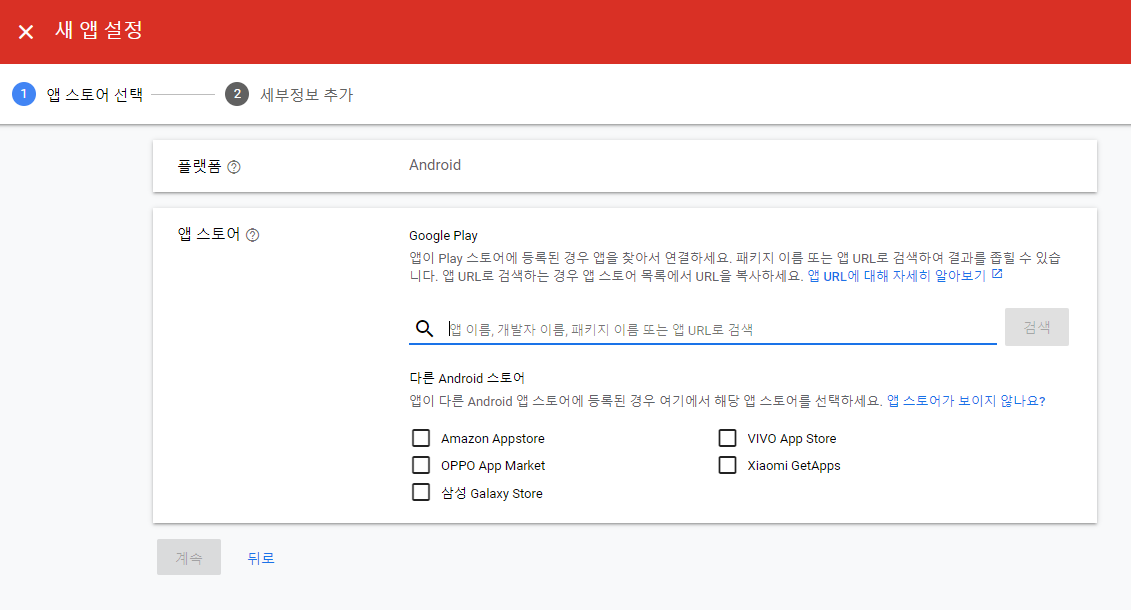 새 앱 설정
1 앱 스토어 선택 2 세부정보 추가
플랫폼 Android
앱 스토어 Google Play
앱이 Play 스토어에 등록된 경우 앱을 찾아서 연결하세요. 패키지 이름 또는 앱 URL로 검색하여 결과를 좁힐 수 있습
니다. 앱 URL로 검색하는 경우 앱 스토어 목록에서 URL을 복사하세요. 앱 URL에 대해 자세히 알아보기
앱 이름, 개발자 이름, 패키지 이름 또는 앱 URL로 검색 검색
다른 Android 스토어
앱이 다른 Android 앱 스토어에 등록된 경우 여기에서 해당 앱 스토어를 선택하세요. 앱 스토어가 보이지 않나요?
Amazon Appstore VIVO App Store
OPPO App Market Xiaomi GetApps
삼성 Galaxy Store
계속 뒤로